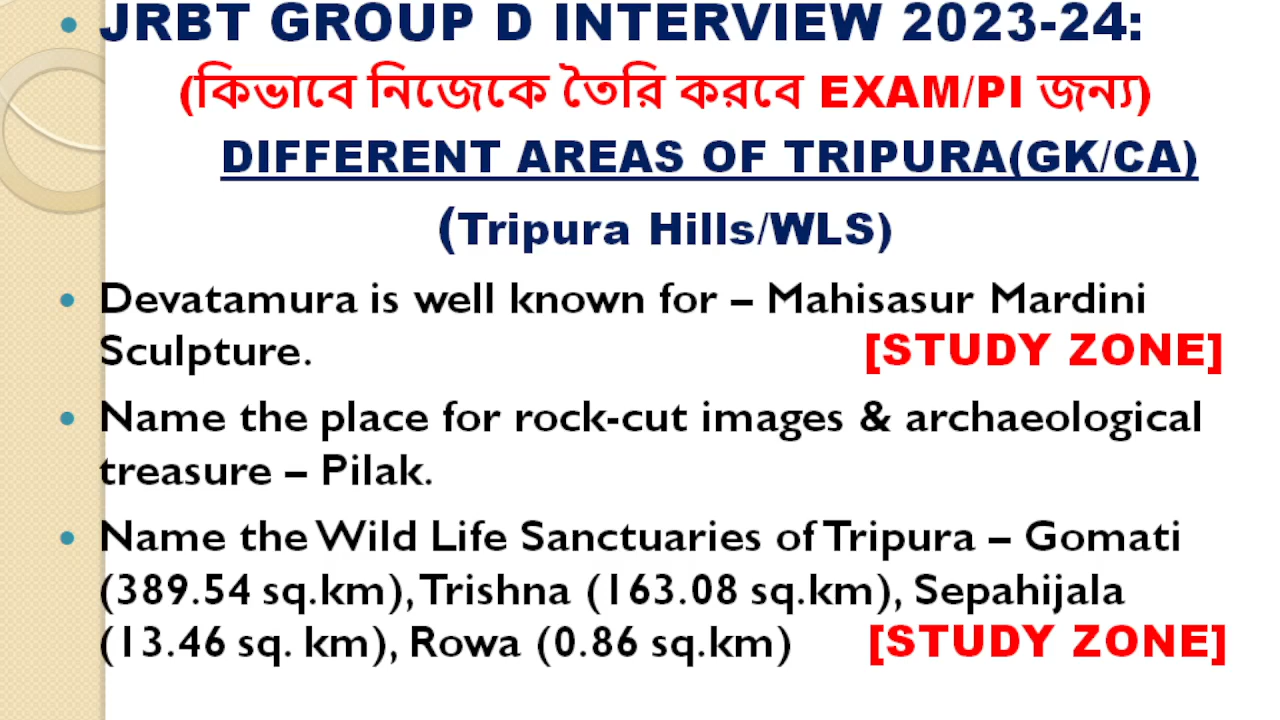 • JRBT GROUP D INTERVIEW 2023-24:
(কিভাবে নিজেকে তৈরি করবে EXAM/PI জন্য)
DIFFERENT AREAS OF TRIPURA(GK/CA)
(Tripura Hills/WLS)
• Devatamura is well known for – Mahisasur Mardini
Sculpture. [STUDY ZONE]
• Name the place for rock-cut images & archaeological
treasure – Pilak.
• Name the Wild Life Sanctuaries of Tripura – Gomati
(389.54 sq.km), Trishna (163.08 sq.km), Sepahijala
(13.46 sq. km), Rowa (0.86 sq.km) [STUDY ZONE]